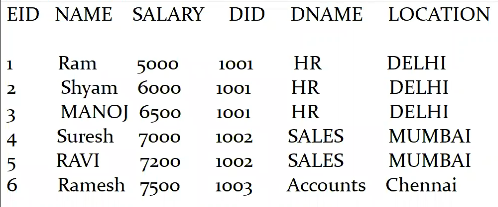 EID NAME SALARY DID DNAME LOCATION
1 Ram 5000 1001 HR DELHI
2 Shyam 6000 1001 HR DELHI
3 MANOJ 6500 1001 HR DELHI
4 Suresh 7000 1002 SALES MUMBAI
5 RAVI 7200 1002 SALES MUMBAI
6 Ramesh 7500 1003 Accounts Chennai